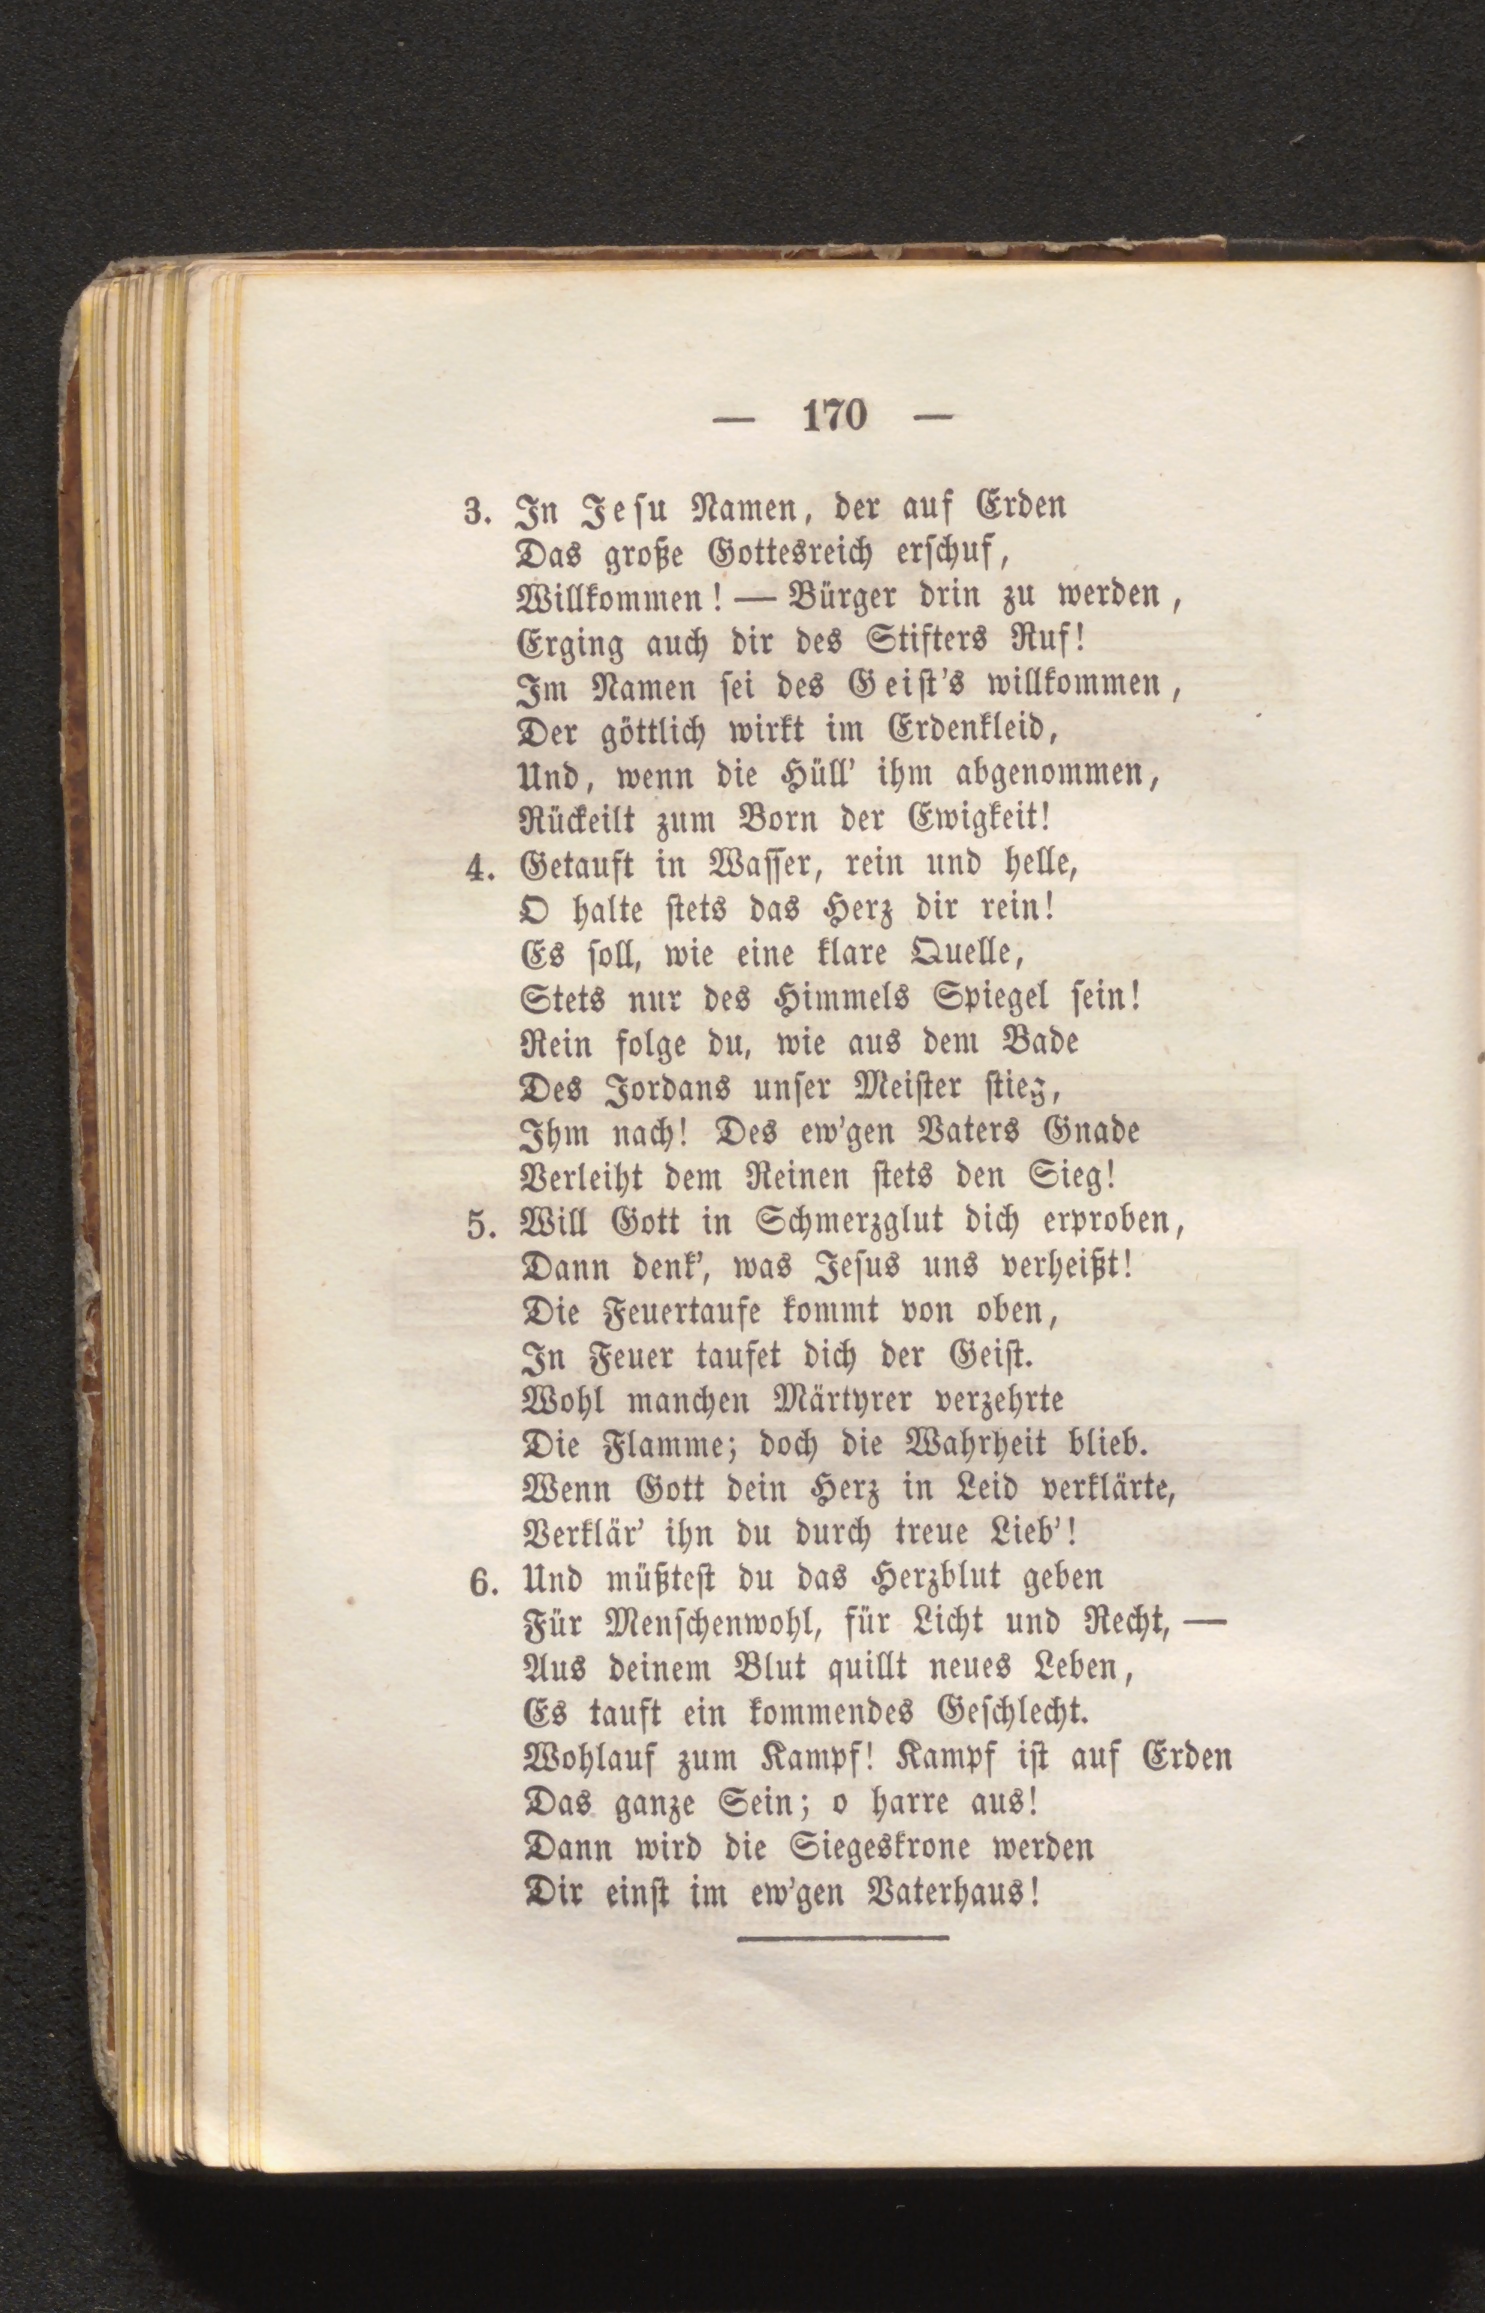 — 170 —
3. In Jesu Namen, der auf Erden
Das große Gottesreich erschuf,
Willkommen! — Bürger drin zu werden,
Erging auch dir des Stifters Ruf!
Im Namen sei des Geist's willkommen,
Der göttlich wirkt im Erdenkleid,
Und, wenn die Hüll' ihm abgenommen,
Rückeilt zum Born der Ewigkeit!
4. Getauft in Wasser, rein und helle,
O halte stets das Herz dir rein!
Es soll, wie eine klare Quelle,
Stets nur des Himmels Spiegel sein!
Rein folge du, wie aus dem Bade
Des Jordans unser Meister stieg,
Ihm nach! Des ew'gen Vaters Gnade
Verleiht dem Reinen stets den Sieg!
5. Will Gott in Schmerzglut dich erproben,
Dann denk', was Jesus uns verheißt!
Die Feuertaufe kommt von oben,
In Feuer taufet dich der Geist.
Wohl manchen Märtyrer verzehrte
Die Flamme; doch die Wahrheit blieb.
Wenn Gott dein Herz in Leid verklärte,
Verklär' ihn du durch treue Lieb'!
6. Und müßtest du das Herzblut geben
Für Menschenwohl, für Licht und Recht, —
Aus deinem Blut quillt neues Leben,
Es tauft ein kommendes Geschlecht.
Wohlauf zum Kampf! Kampf ist auf Erden
Das ganze Sein; o harre aus!
Dann wird die Siegeskrone werden
Dir einst im ew'gen Vaterhaus!